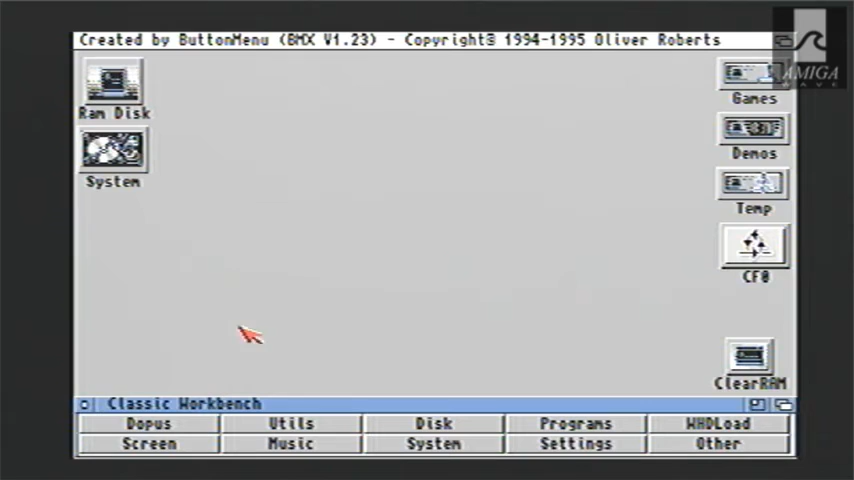 Created by ButtonMenu (BMX V1.23) - Copyright© 1994-1995 Oliver Roberts
AMIGA
WAVE
Ram Disk
Games
System
Demos
Temp
CF0
ClearRAM
Classic Workbench
Dopus Utils Disk Programs WHDLoad
Screen Music System Settings Other